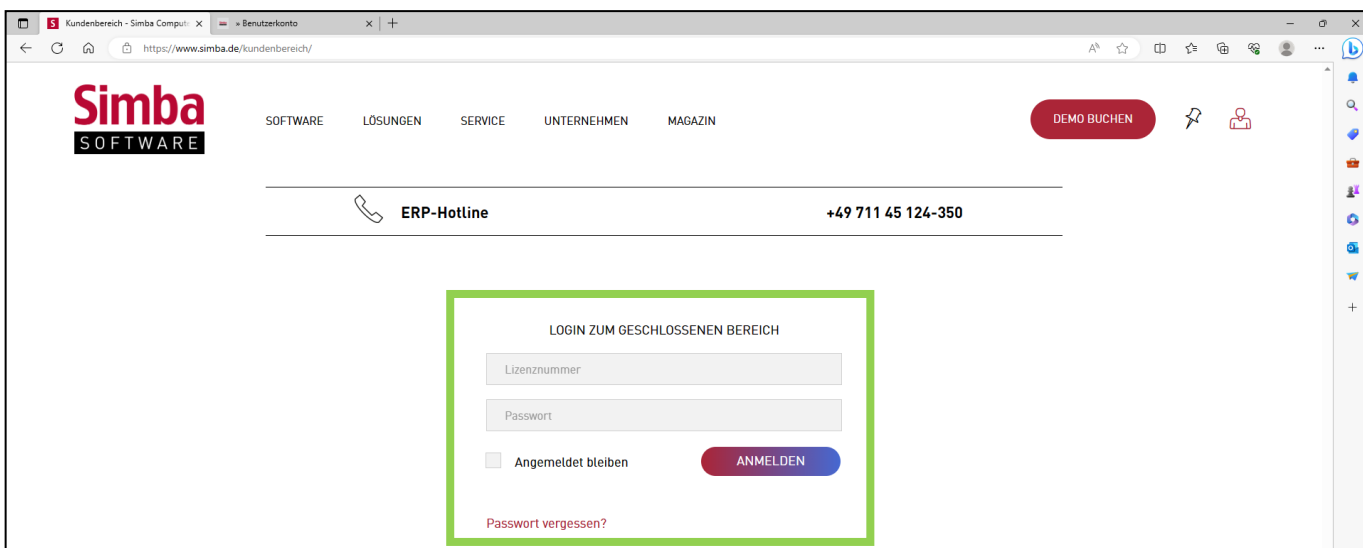 Kundenbereich - Simba Compute
» Benutzerkonto
https://www.simba.de/kundenbereich/
Simba
SOFTWARE
SOFTWARE LÖSUNGEN SERVICE UNTERNEHMEN MAGAZIN
DEMO BUCHEN
ERP-Hotline +49 711 45 124-350
LOGIN ZUM GESCHLOSSENEN BEREICH
Lizenznummer
Passwort
Angemeldet bleiben
ANMELDEN
Passwort vergessen?